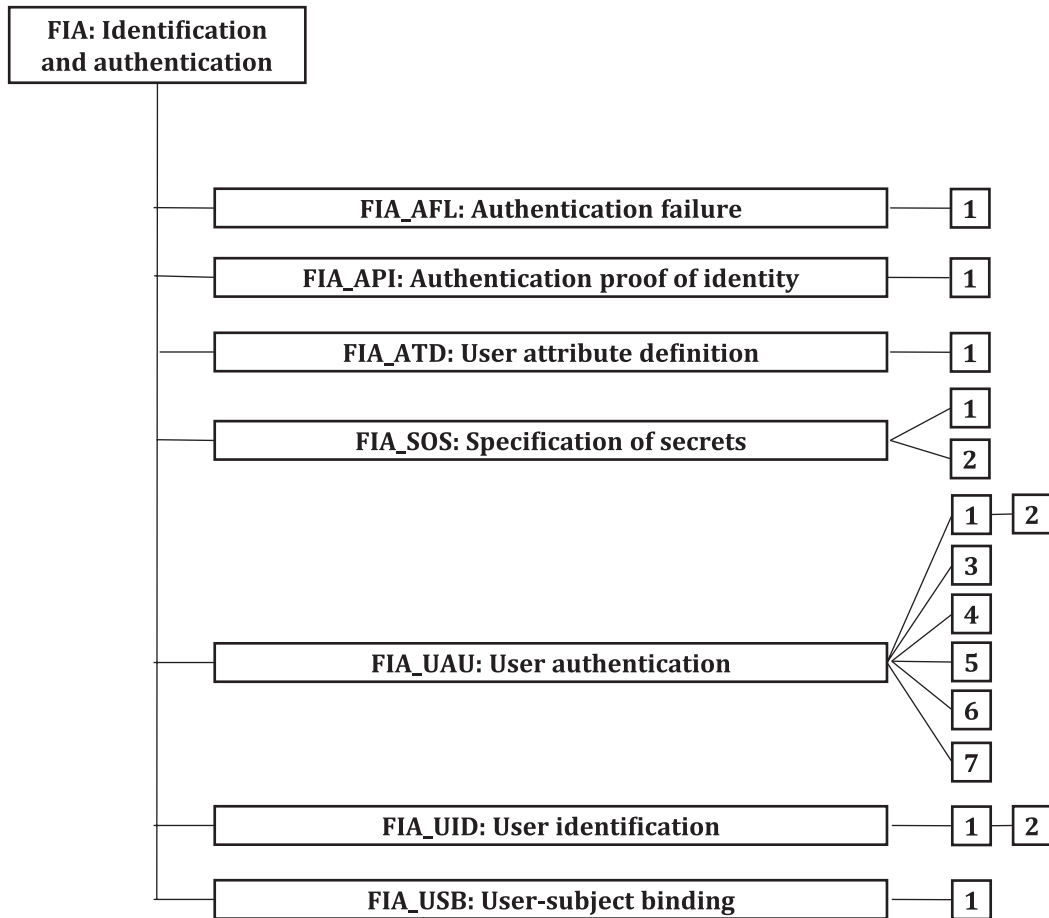 FIA: Identification
and authentication
FIA_AFL: Authentication failure 1
FIA_API: Authentication proof of identity 1
FIA_ATD: User attribute definition 1
1
FIA_SOS: Specification of secrets
2
1 2
3
4
FIA_UAU: User authentication 5
6
7
FIA_UID: User identification 1 2
FIA_USB: User-subject binding 1